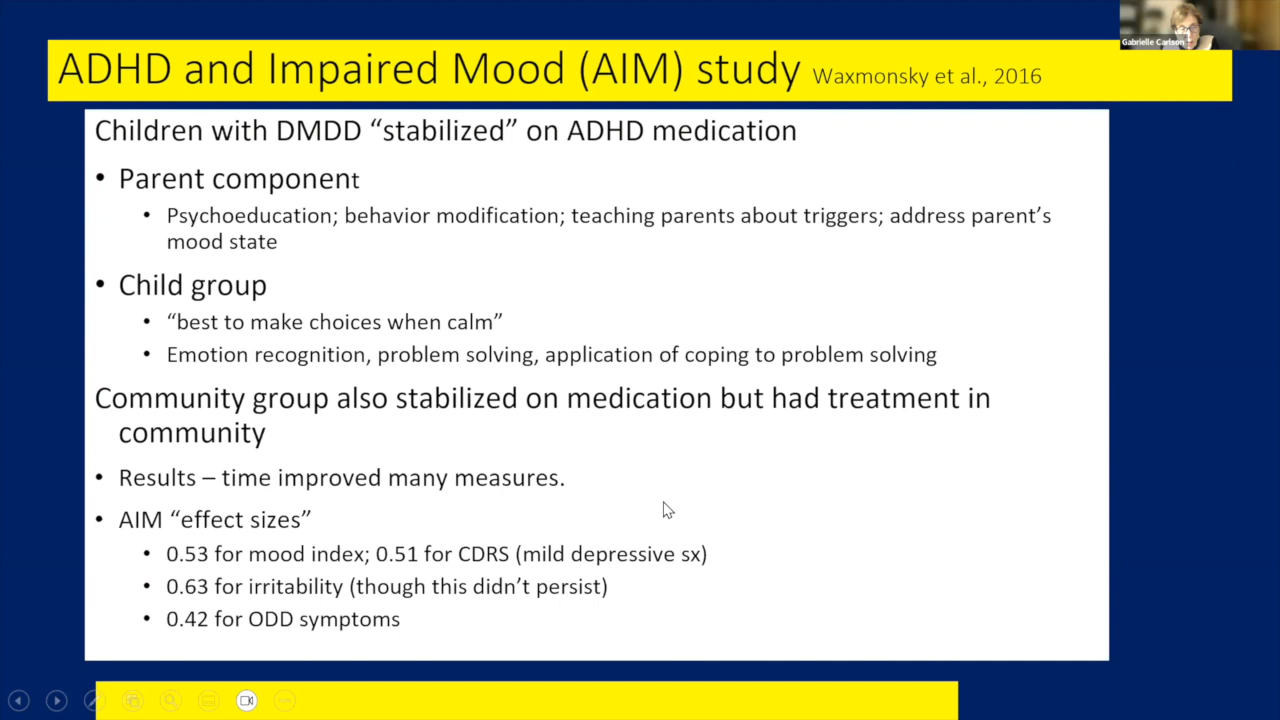 Gabrielle Carlson
ADHD and Impaired Mood (AIM) study Waxmonsky et al., 2016
Children with DMDD “stabilized” on ADHD medication
• Parent component
• Psychoeducation; behavior modification; teaching parents about triggers; address parent’s
mood state
• Child group
• “best to make choices when calm”
• Emotion recognition, problem solving, application of coping to problem solving
Community group also stabilized on medication but had treatment in
community
• Results – time improved many measures.
• AIM “effect sizes”
• 0.53 for mood index; 0.51 for CDRS (mild depressive sx)
• 0.63 for irritability (though this didn’t persist)
• 0.42 for ODD symptoms